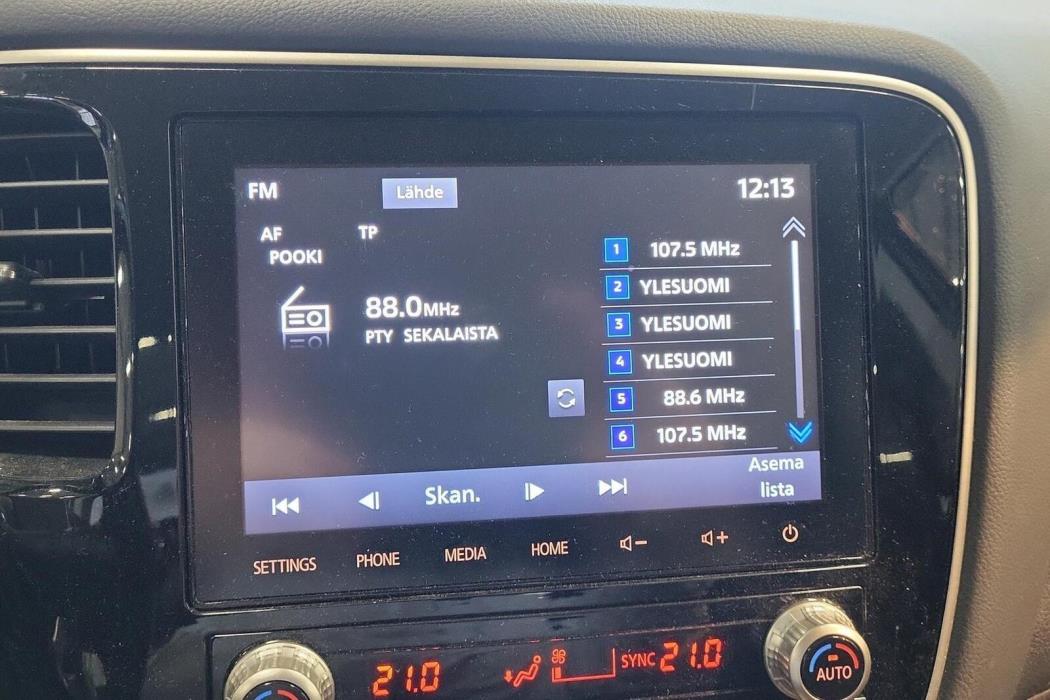 FM
Lähde
12:13
AF
TP
POOKI
88.0MHz
PTY SEKALAISTA
1 107.5 MHz
2 YLESUOMI
3 YLESUOMI
4 YLESUOMI
5 88.6 MHz
6 107.5 MHz
Skan.
Asema
lista
SETTINGS
PHONE
MEDIA
HOME
21.0
SYNC 21.0
AUTO